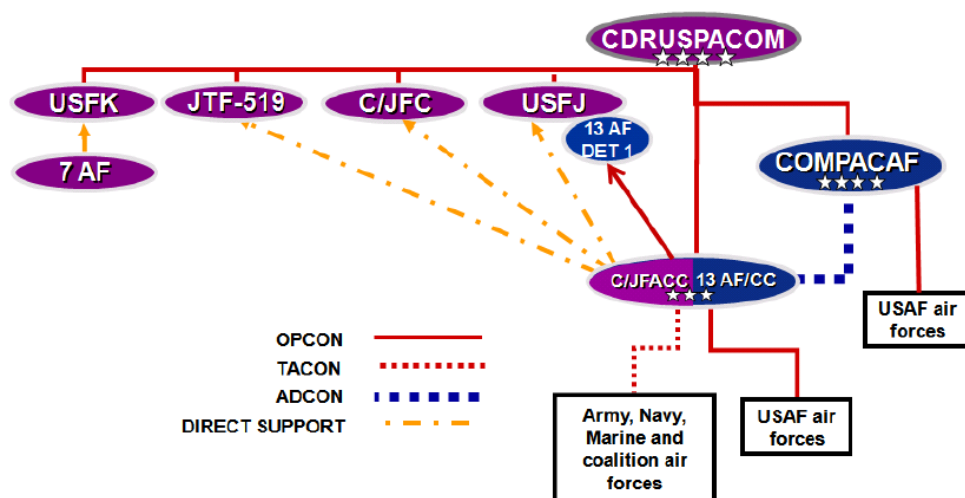 CDRUSPACOM
USFK
JTF-519
C/JFC
USFJ
13 AF
DET 1
7 AF
COMPACAF
C/JFACC
13 AF/CC
USAF air
forces
OPCON
TACON
ADCON
DIRECT SUPPORT
Army, Navy,
Marine and
coalition air
forces
USAF air
forces